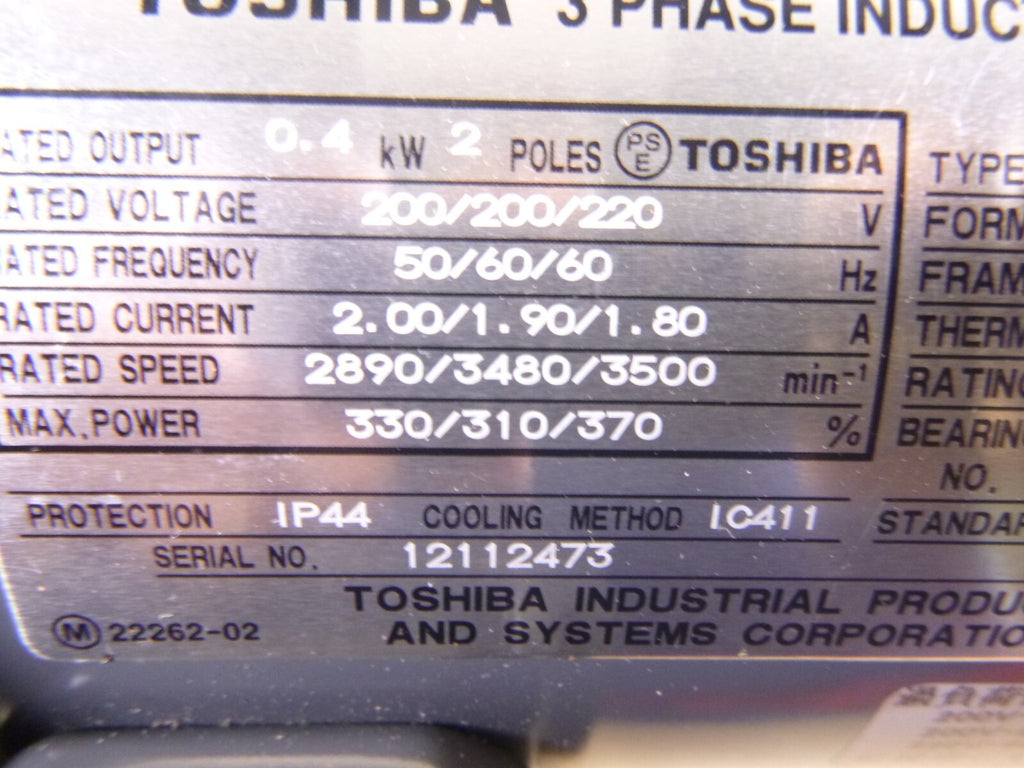 TOSHIBA 3 PHASE INDUC
ATED OUTPUT 0.4 kW 2 POLES PSE TOSHIBA
ATED VOLTAGE 200/200/220 V
ATED FREQUENCY 50/60/60 Hz
RATED CURRENT 2.00/1.90/1.80 A
RATED SPEED 2890/3480/3500 min⁻¹
MAX.POWER 330/310/370 %
TYPE
FORM
FRAM
THERM
RATING
BEARIN
NO.
STANDAR
PROTECTION IP44 COOLING METHOD IC411
SERIAL NO. 12112473
TOSHIBA INDUSTRIAL PRODU
M 22262-02 AND SYSTEMS CORPORATIO
200V